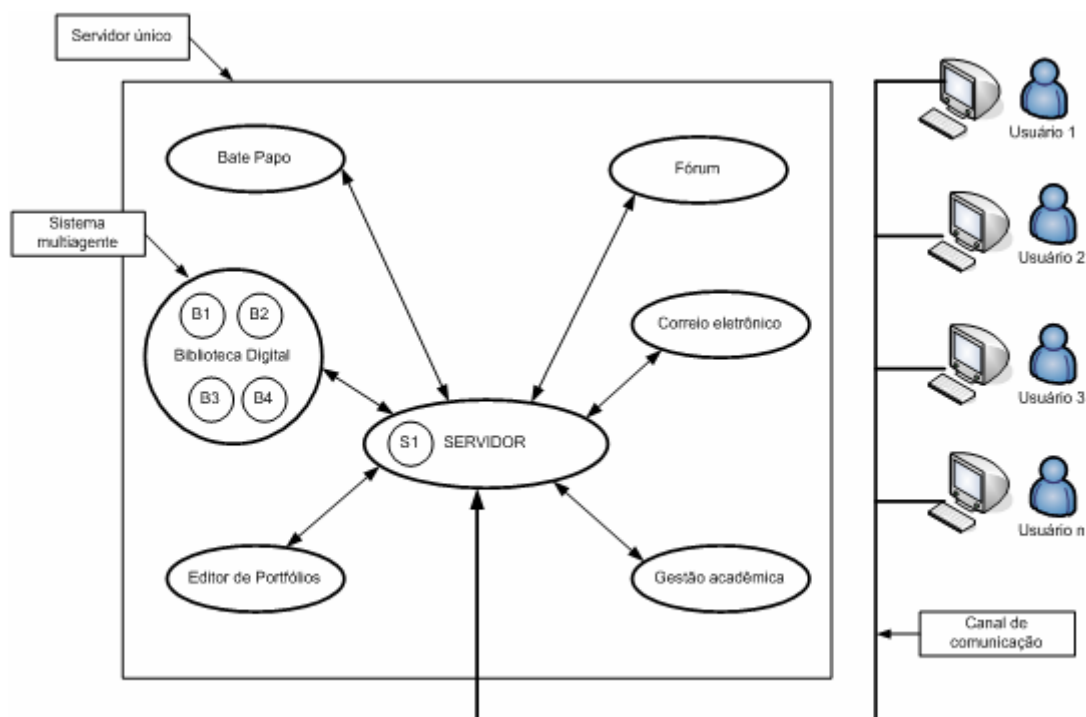 Servidor único
Bate Papo
Fórum
Usuário 1
Sistema
multiagente
Usuário 2
B1
B2
Biblioteca Digital
B3
B4
Correio eletrônico
Usuário 3
S1
SERVIDOR
Usuário n
Editor de Portfólios
Gestão acadêmica
Canal de
comunicação